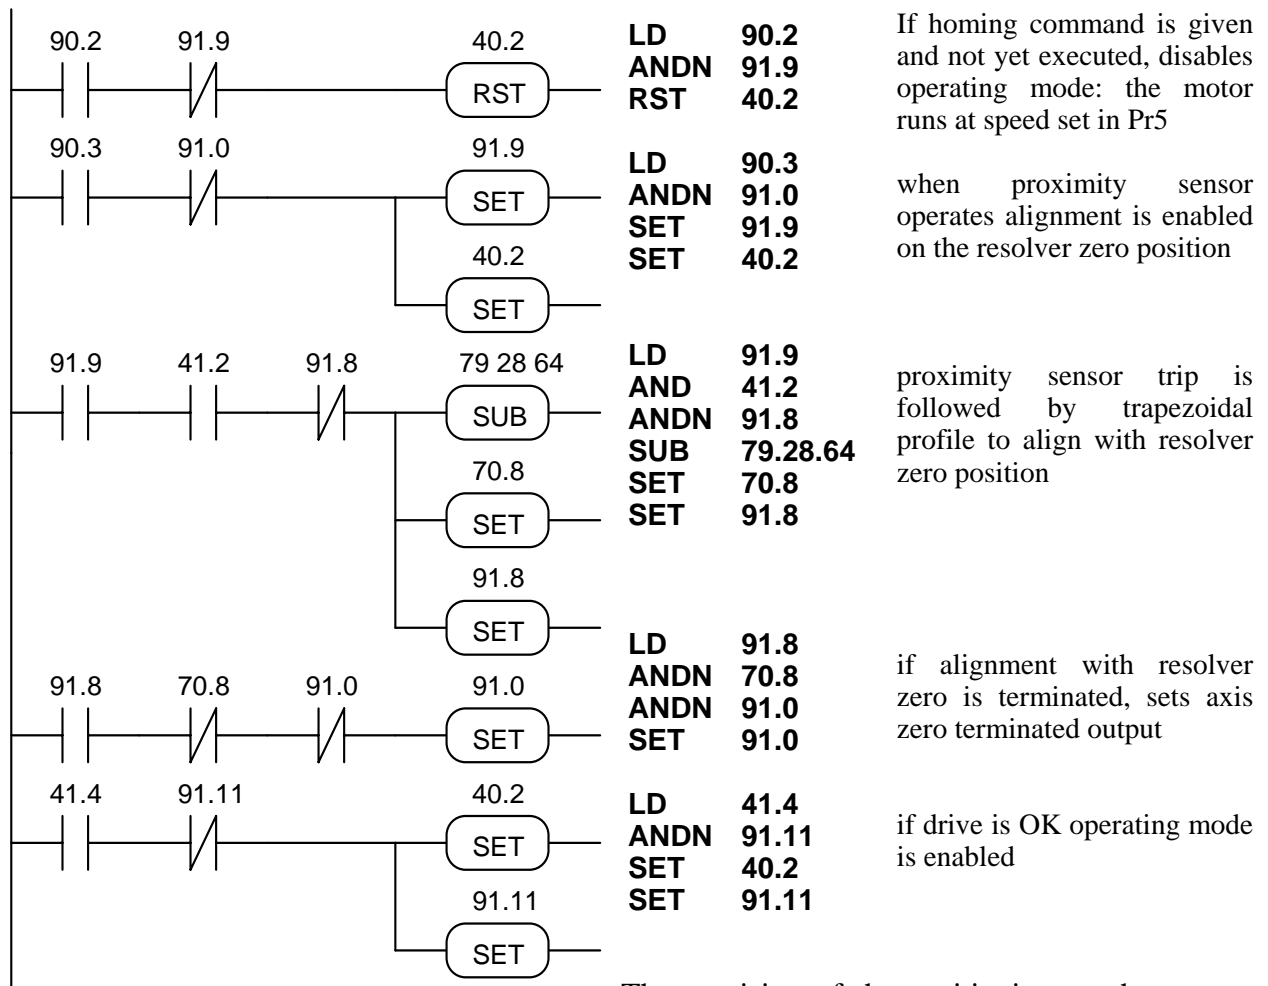 90.2 91.9 40.2
RST
LD 90.2
ANDN 91.9
RST 40.2
If homing command is given
and not yet executed, disables
operating mode: the motor
runs at speed set in Pr5
90.3 91.0 91.9
SET
40.2
SET
LD 90.3
ANDN 91.0
SET 91.9
SET 40.2
when proximity sensor
operates alignment is enabled
on the resolver zero position
91.9 41.2 91.8 79 28 64
SUB
70.8
SET
91.8
SET
LD 91.9
AND 41.2
ANDN 91.8
SUB 79.28.64
SET 70.8
SET 91.8
proximity sensor trip is
followed by trapezoidal
profile to align with resolver
zero position
91.8 70.8 91.0 91.0
SET
LD 91.8
ANDN 70.8
ANDN 91.0
SET 91.0
if alignment with resolver
zero is terminated, sets axis
zero terminated output
41.4 91.11 40.2
SET
91.11
SET
LD 41.4
ANDN 91.11
SET 40.2
SET 91.11
if drive is OK operating mode
is enabled